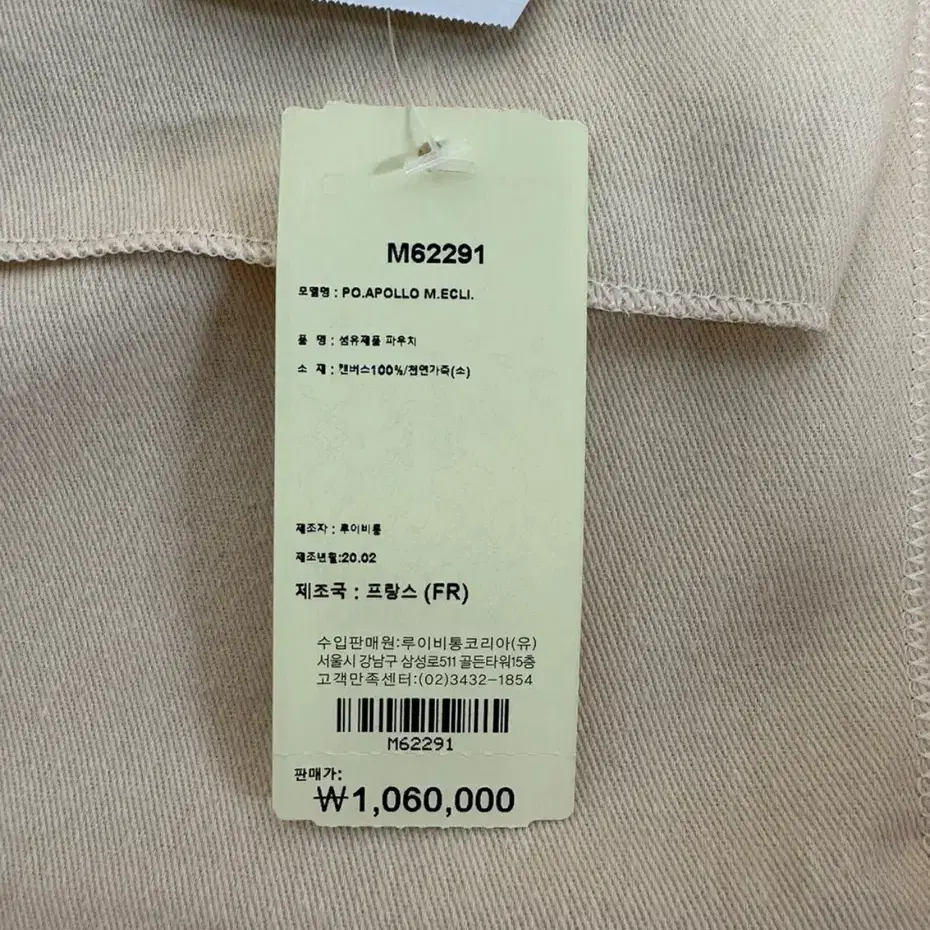 M62291
모델명 : PO.APOLLO M.ECLI.
품 명 : 섬유제품 파우치
소 재 : 캔버스100%/천연가죽(소)
제조자 : 루이비통
제조년월:20.02
제조국 : 프랑스 (FR)
수입판매원:루이비통코리아(유)
서울시 강남구 삼성로511 골든타워15층
고객만족센터:(02)3432-1854
M62291
판매가:
₩1,060,000